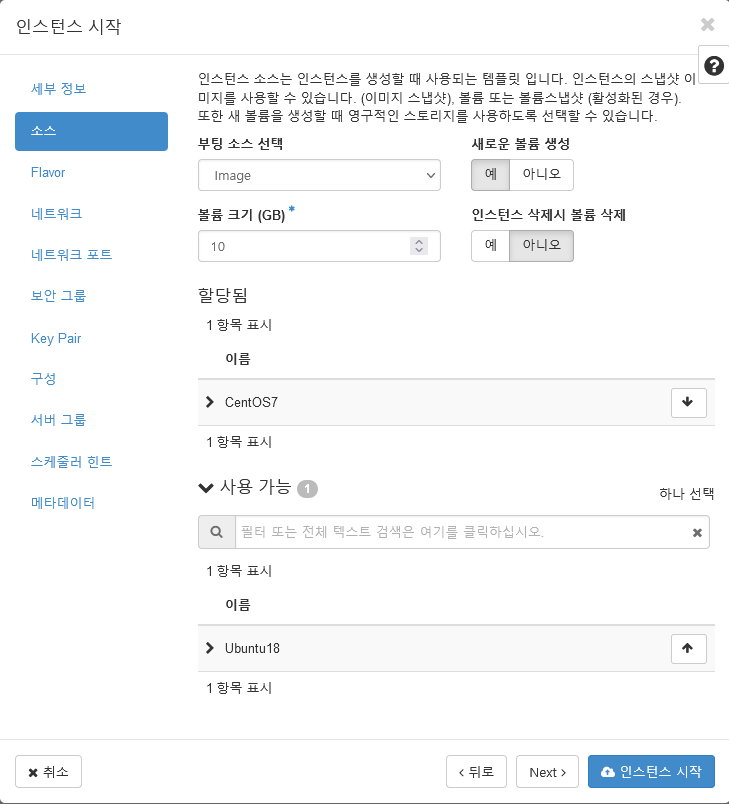 인스턴스 시작
세부 정보
소스
Flavor
네트워크
네트워크 포트
보안 그룹
Key Pair
구성
서버 그룹
스케줄러 힌트
메타데이터
인스턴스 소스는 인스턴스를 생성할 때 사용되는 템플릿 입니다. 인스턴스의 스냅샷 이
미지를 사용할 수 있습니다. (이미지 스냅샷), 볼륨 또는 볼륨스냅샷 (활성화된 경우).
또한 새 볼륨을 생성할 때 영구적인 스토리지를 사용하도록 선택할 수 있습니다.
부팅 소스 선택
Image
새로운 볼륨 생성
예 아니오
볼륨 크기 (GB) *
10
인스턴스 삭제시 볼륨 삭제
예 아니오
할당됨
1 항목 표시
이름
CentOS7
1 항목 표시
사용 가능 1
하나 선택
필터 또는 전체 텍스트 검색은 여기를 클릭하십시오.
1 항목 표시
이름
Ubuntu18
1 항목 표시
취소
뒤로
Next
인스턴스 시작